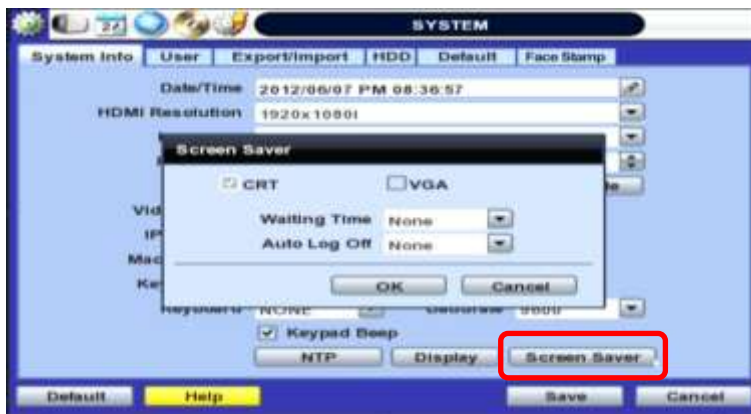 SYSTEM
System Info User Export/Import HDD Default Face Stamp
Date/Time 2012/06/07 PM 08:36:57
HDMI Resolution 1920x1080I
Screen Saver
CRT VGA
Waiting Time None
Auto Log Off None
OK Cancel
NONE 9600
Keypad Beep
NTP Display Screen Saver
Default Help Save Cancel